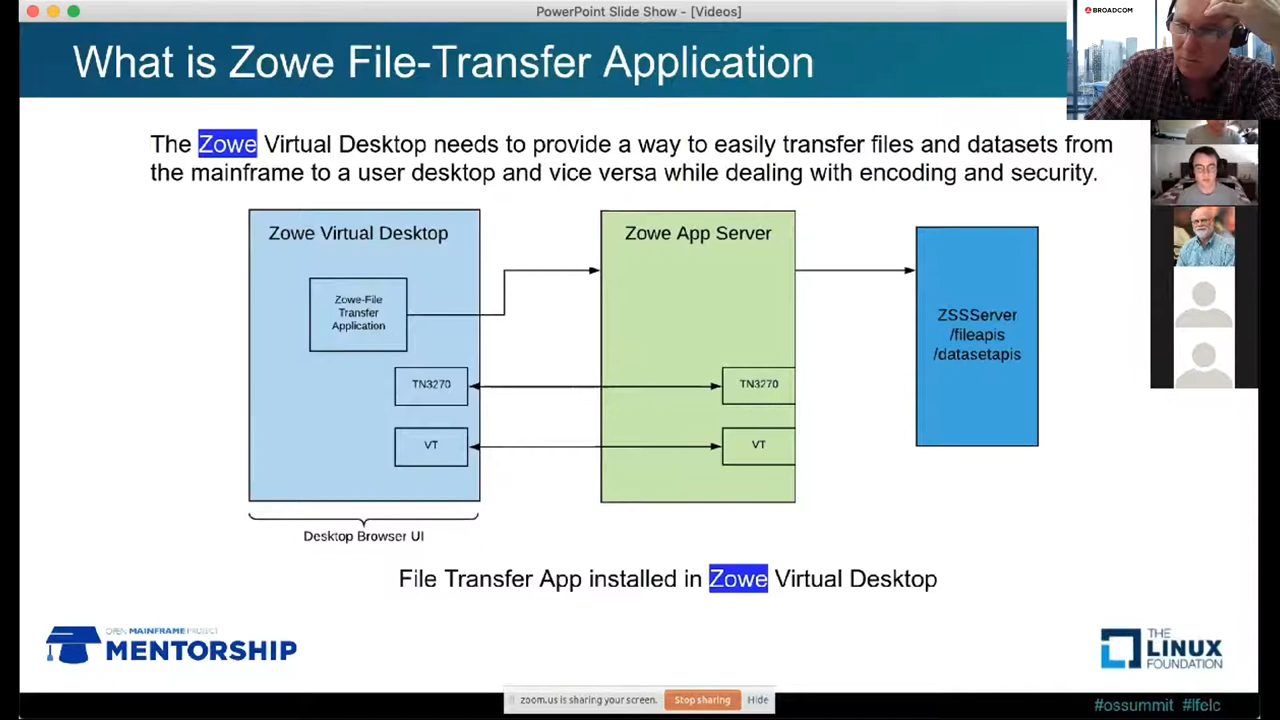 PowerPoint Slide Show - [Videos]
BROADCOM
What is Zowe File-Transfer Application
The Zowe Virtual Desktop needs to provide a way to easily transfer files and datasets from
the mainframe to a user desktop and vice versa while dealing with encoding and security.
Zowe Virtual Desktop
Zowe App Server
Zowe-File
Transfer
Application
ZSSServer
/fileapis
/datasetapis
TN3270
TN3270
VT
VT
Desktop Browser UI
File Transfer App installed in Zowe Virtual Desktop
OPEN MAINFRAME PROJECT
MENTORSHIP
THE
LINUX
FOUNDATION
zoom.us is sharing your screen.
Stop sharing
Hide
#ossummit #lfelc